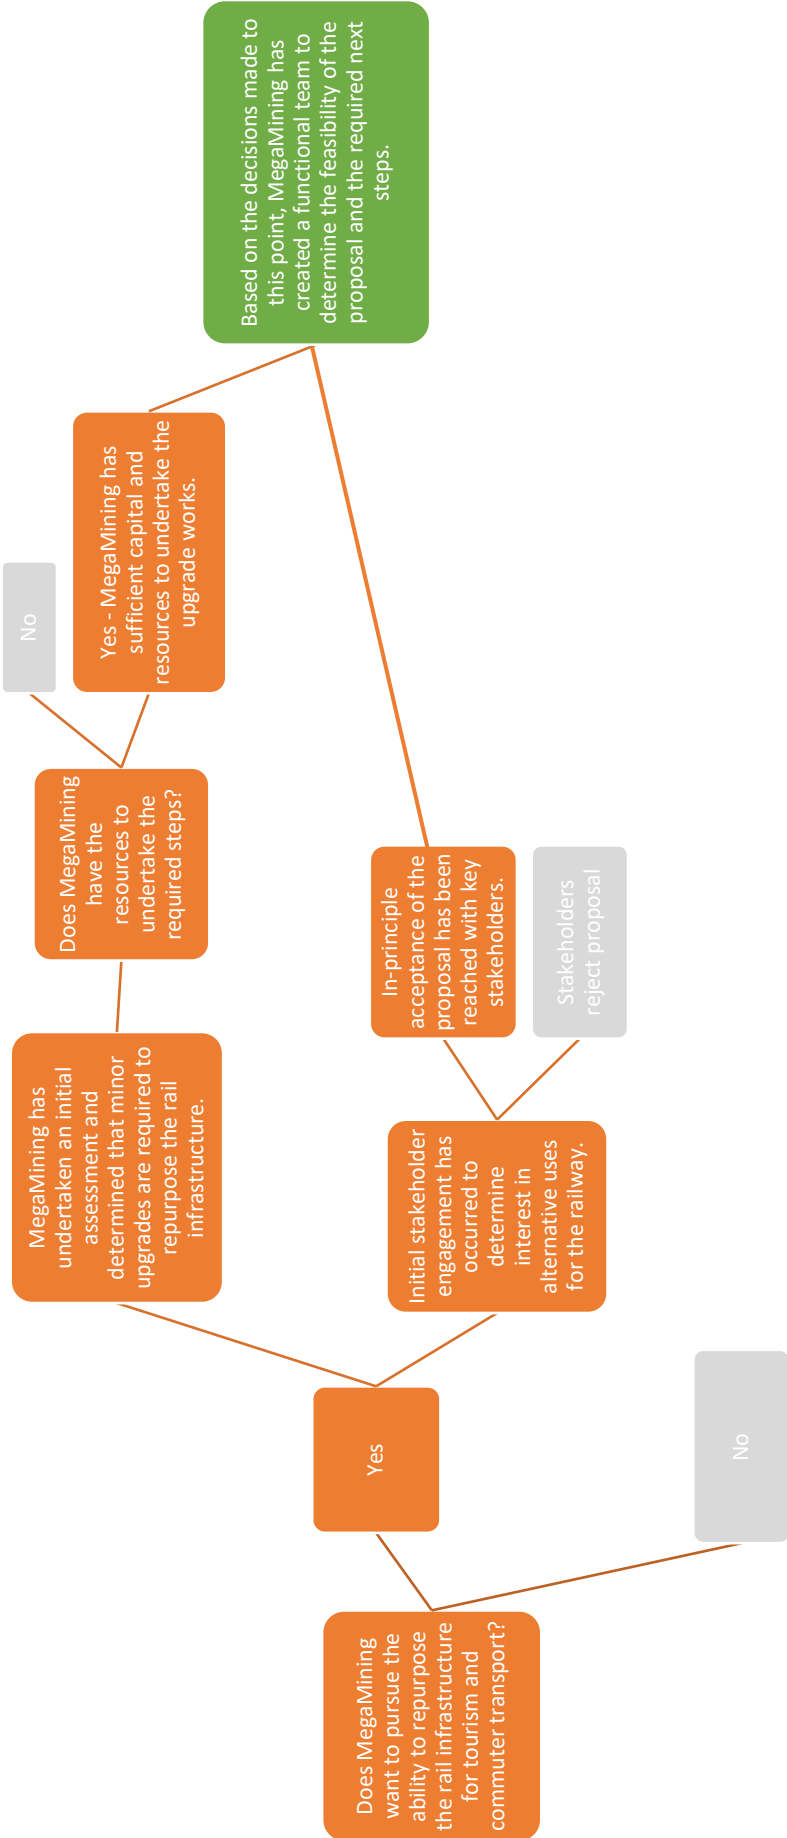 Does MegaMining
want to pursue the
ability to repurpose
the rail infrastructure
for tourism and
commuter transport?
Yes
No
MegaMining has
undertaken an initial
assessment and
determined that minor
upgrades are required to
repurpose the rail
infrastructure.
Does MegaMining
have the
resources to
undertake the
required steps?
No
Yes - MegaMining has
sufficient capital and
resources to undertake the
upgrade works.
Initial stakeholder
engagement has
occurred to
determine
interest in
alternative uses
for the railway.
In-principle
acceptance of the
proposal has been
reached with key
stakeholders.
Stakeholders
reject proposal
Based on the decisions made to
this point, MegaMining has
created a functional team to
determine the feasibility of the
proposal and the required next
steps.